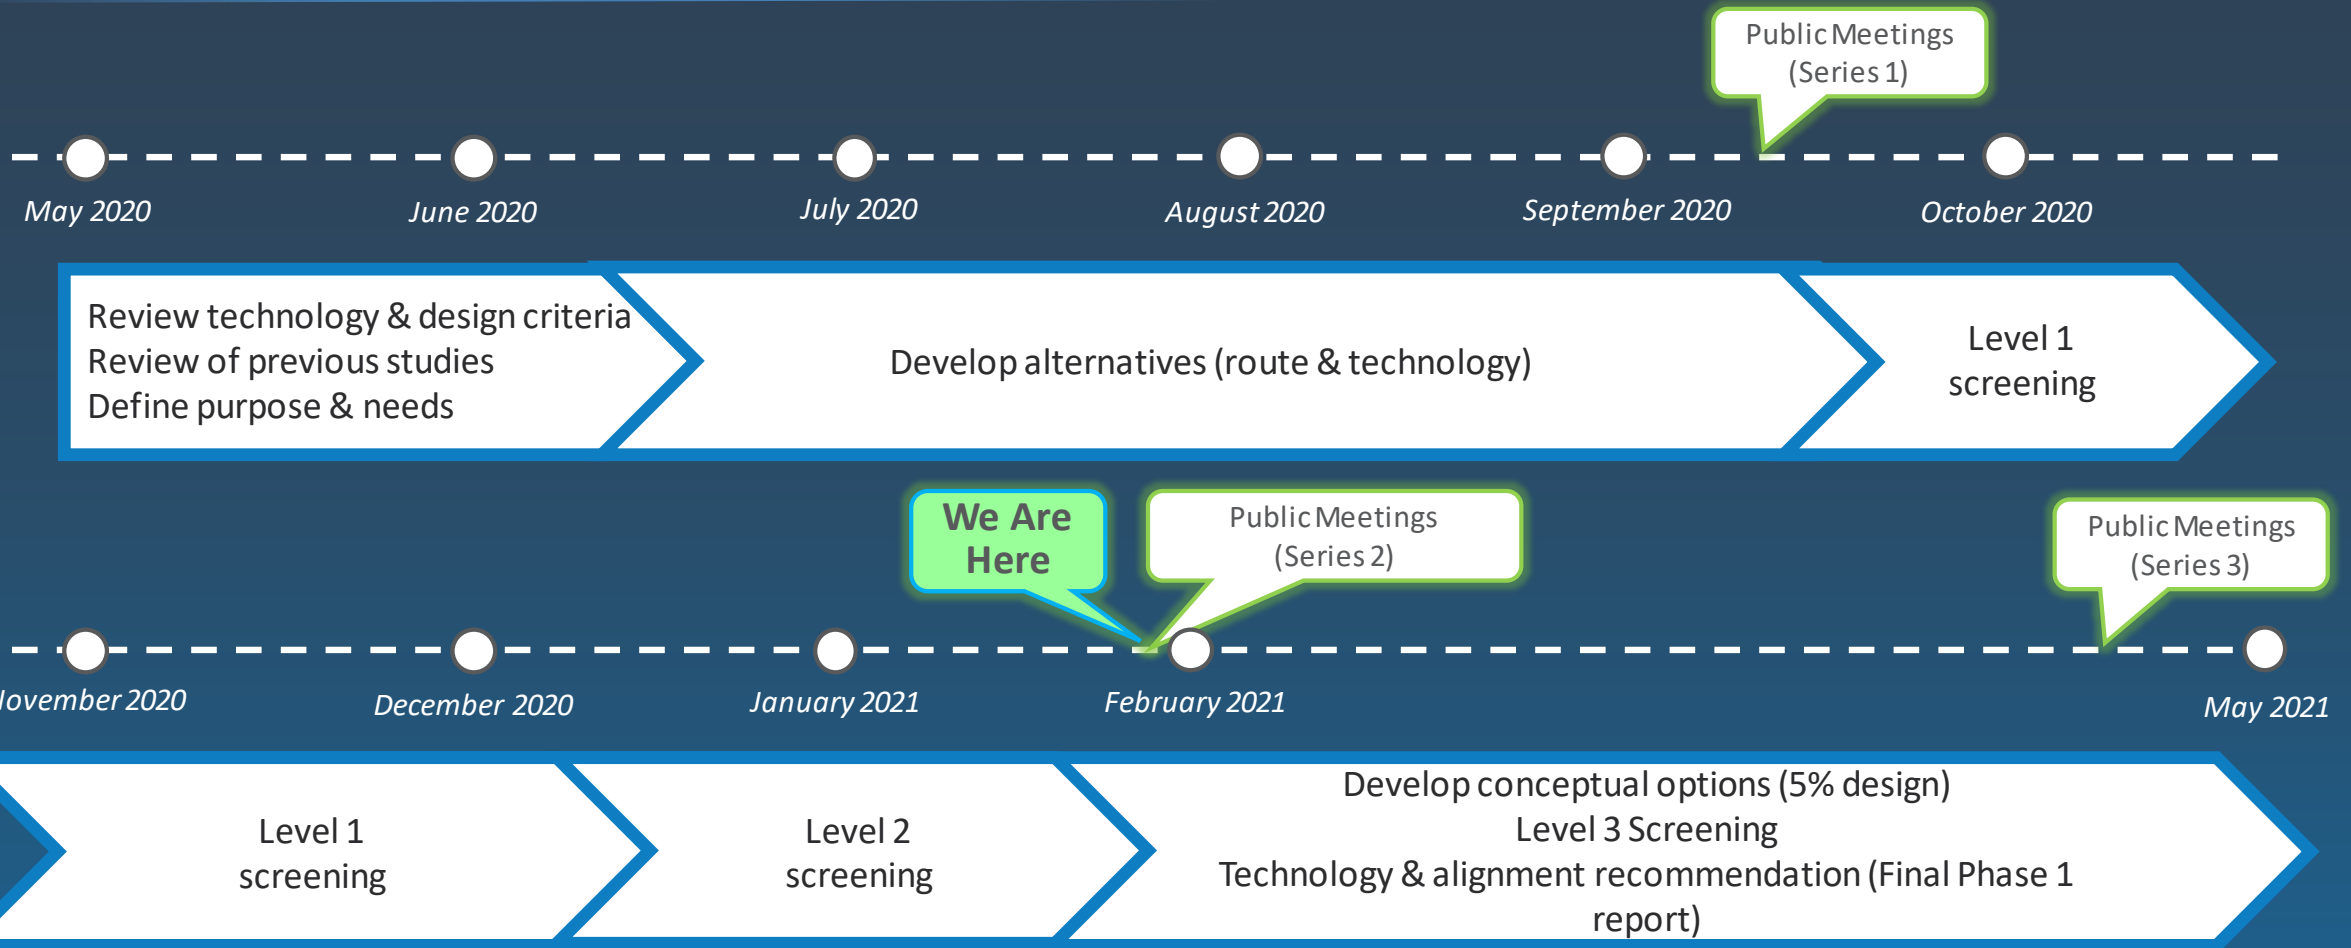 Public Meetings
(Series 1)
May 2020
June 2020
July 2020
August 2020
September 2020
October 2020
Review technology & design criteria
Review of previous studies
Define purpose & needs
Develop alternatives (route & technology)
Level 1
screening
We Are
Here
Public Meetings
(Series 2)
Public Meetings
(Series 3)
November 2020
December 2020
January 2021
February 2021
May 2021
Level 1
screening
Level 2
screening
Develop conceptual options (5% design)
Level 3 Screening
Technology & alignment recommendation (Final Phase 1
report)